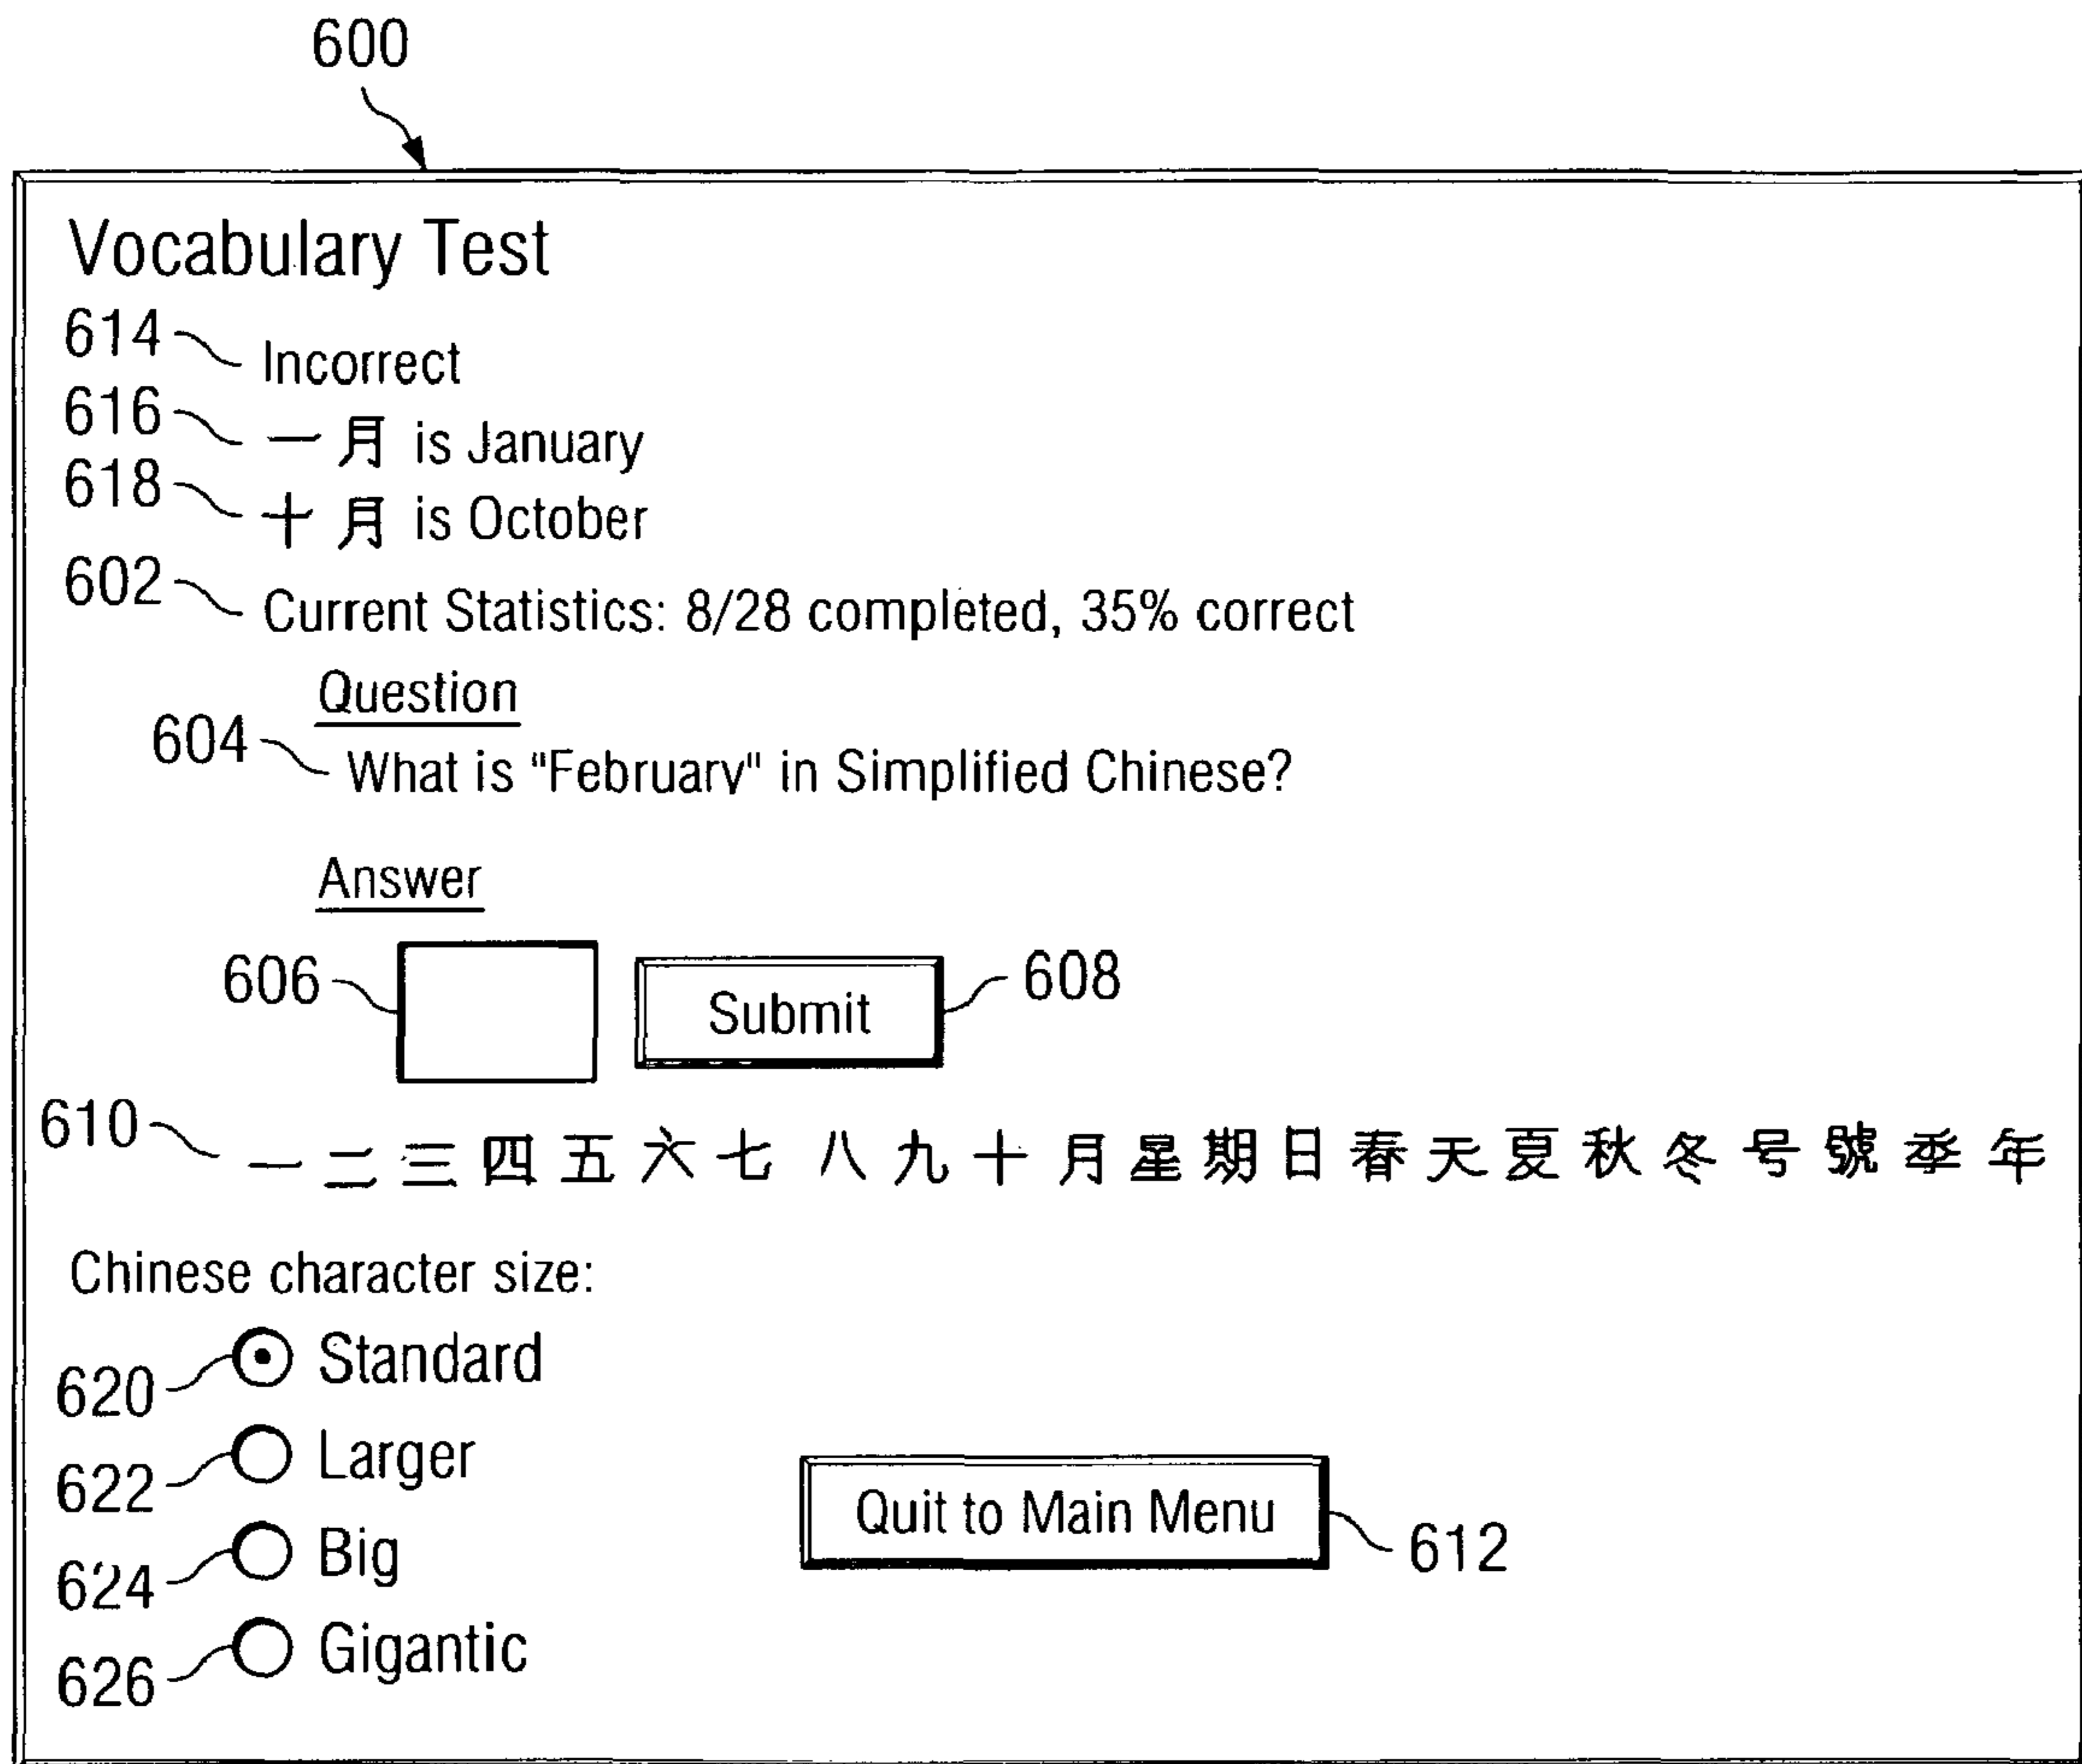 600
Vocabulary Test
614 Incorrect
616 一月 is January
618 十月 is October
602 Current Statistics: 8/28 completed, 35% correct
Question
604 What is "February" in Simplified Chinese?
Answer
606 Submit 608
610 一 二 三 四 五 六 七 八 九 十 月 星 期 日 春 天 夏 秋 冬 号 號 季 年
Chinese character size:
620 Standard
622 Larger
624 Big
626 Gigantic
Quit to Main Menu 612